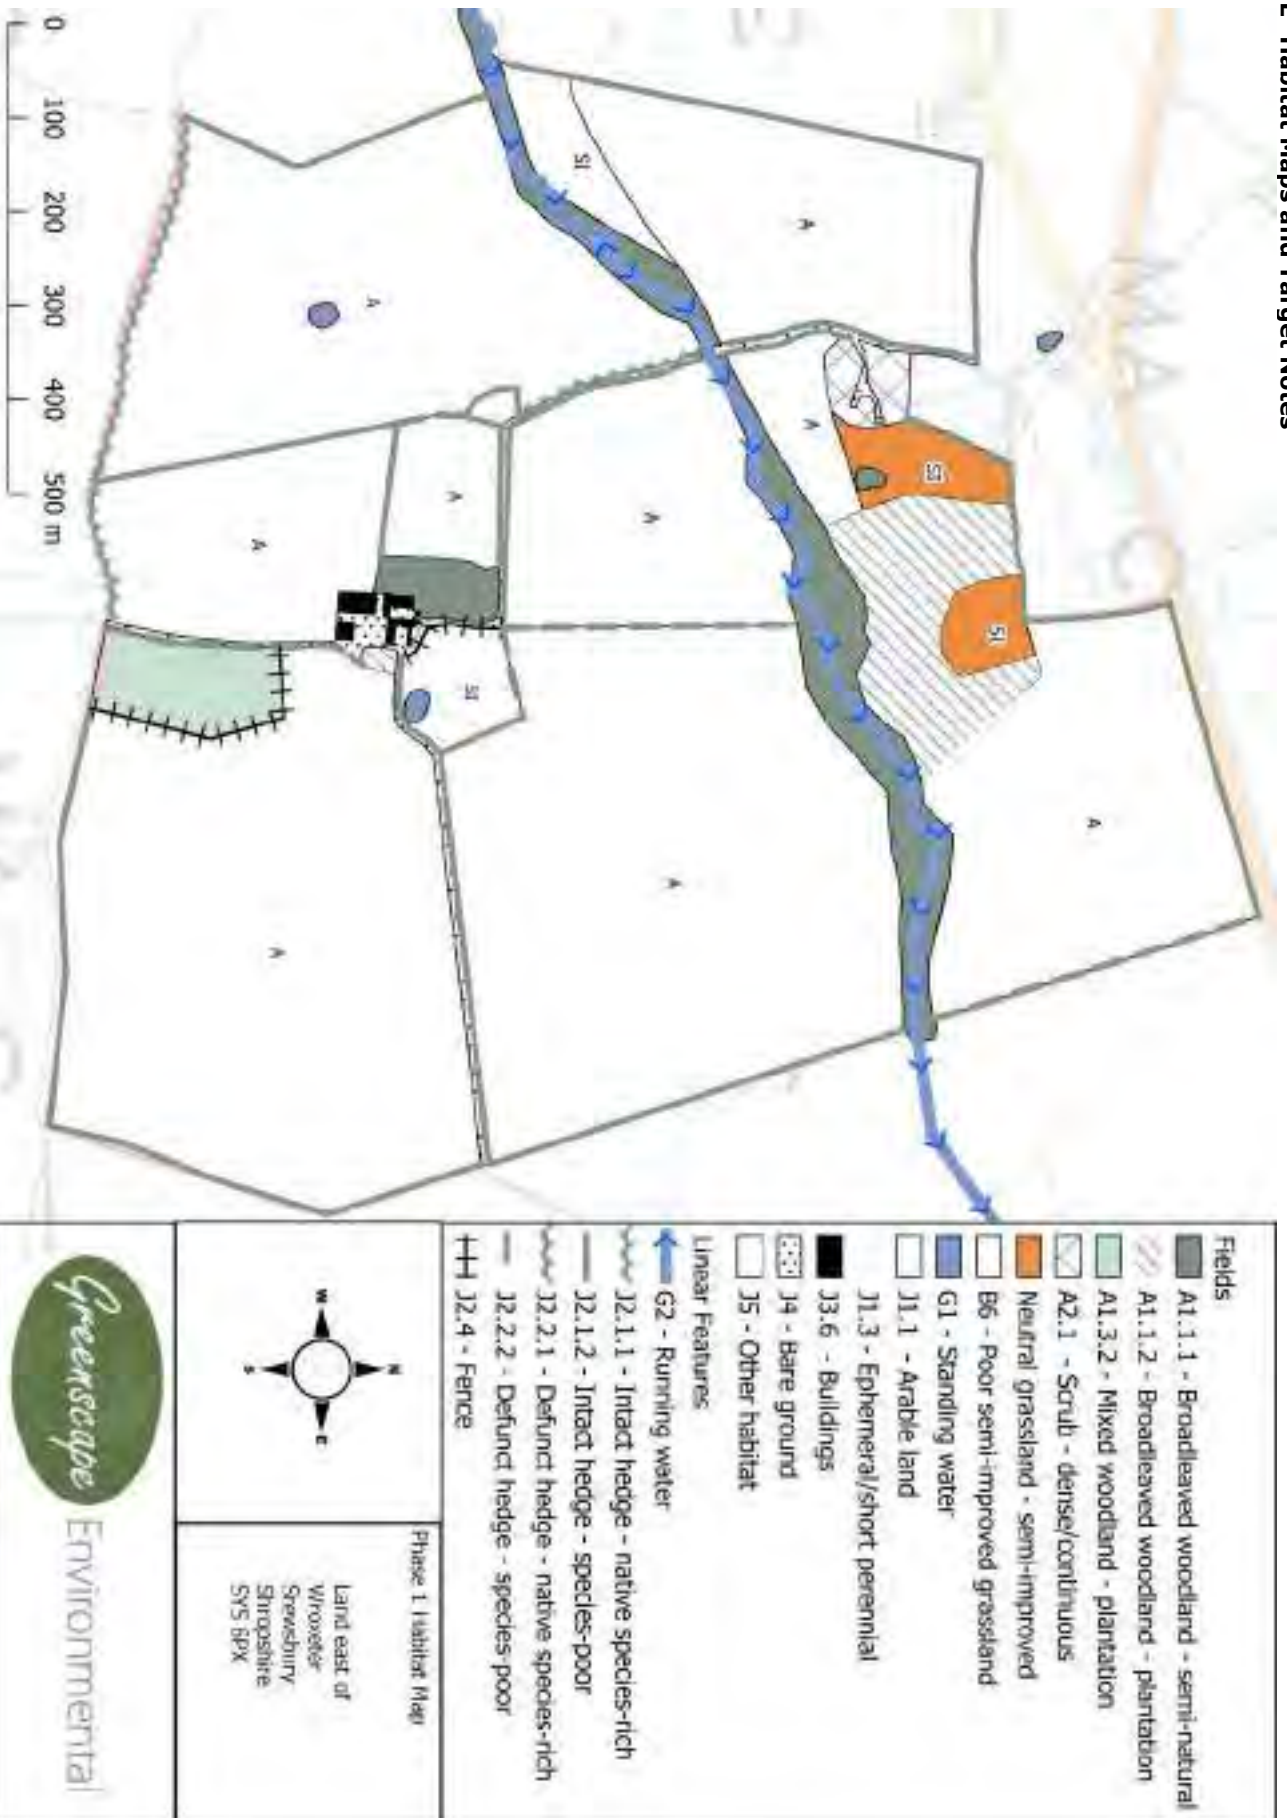 2 Habitat Maps and Target Notes
A
SI
A
A
SI
SI
A
A
A
A
SI
A
A
A
0 100 200 300 400 500 m
Fields
A1.1.1 - Broadleaved woodland - semi-natural
A1.1.2 - Broadleaved woodland - plantation
A1.3.2 - Mixed woodland - plantation
A2.1 - Scrub - dense/continuous
Neutral grassland - semi-improved
B6 - Poor semi-improved grassland
G1 - Standing water
J1.1 - Arable land
J1.3 - Ephemeral/short perennial
J3.6 - Buildings
J4 - Bare ground
J5 - Other habitat
Linear Features
G2 - Running water
J2.1.1 - Intact hedge - native species-rich
J2.1.2 - Intact hedge - species-poor
J2.2.1 - Defunct hedge - native species-rich
J2.2.2 - Defunct hedge - species-poor
J2.4 - Fence
N
W
E
S
Phase 1 Habitat Map
Land east of
Wroxeter
Srewsbury
Shropshire
SY5 6PX
Greenscape Environmental